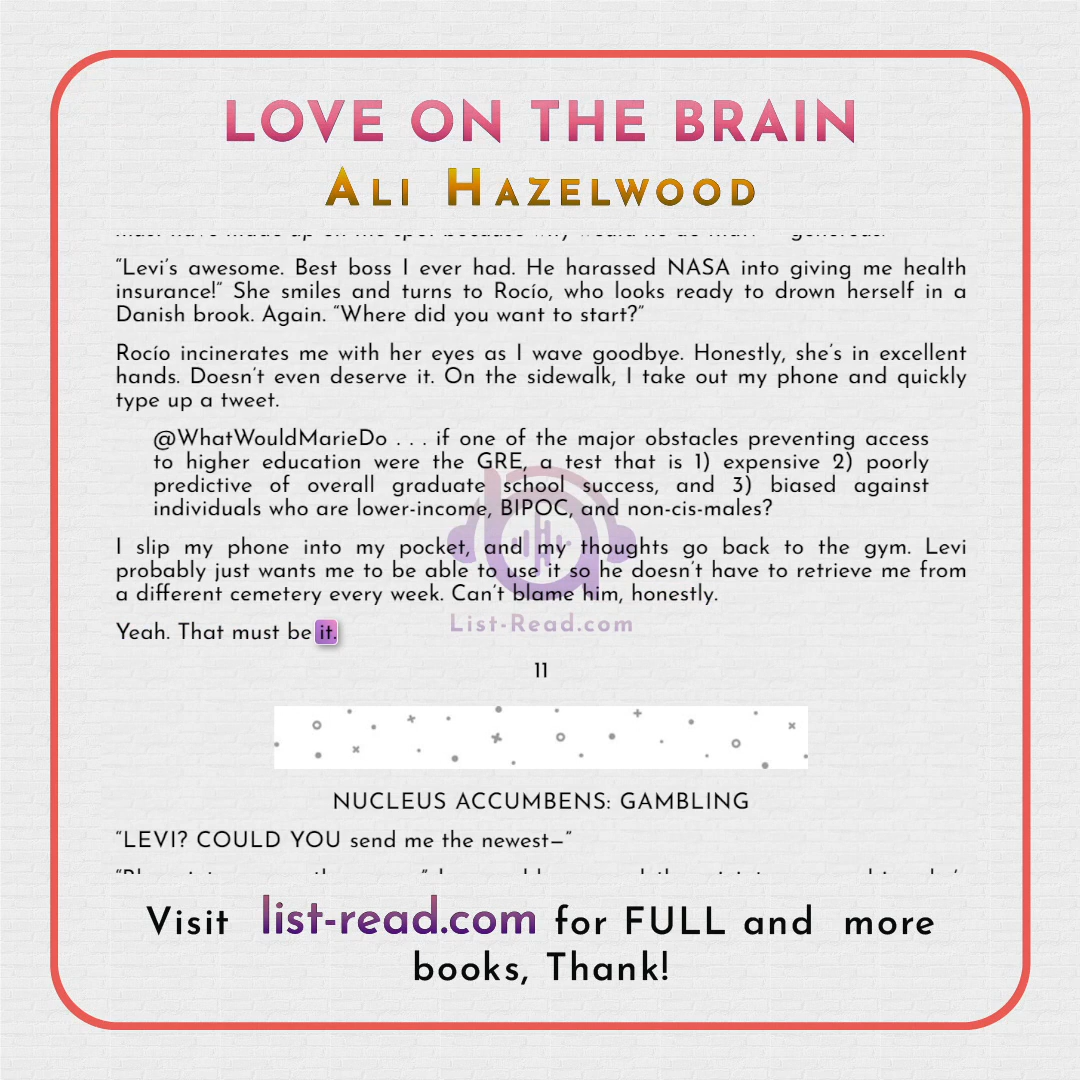 LOVE ON THE BRAIN
ALI HAZELWOOD
“Levi’s awesome. Best boss I ever had. He harassed NASA into giving me health
insurance!” She smiles and turns to Rocío, who looks ready to drown herself in a
Danish brook. Again. “Where did you want to start?”
Rocío incinerates me with her eyes as I wave goodbye. Honestly, she’s in excellent
hands. Doesn’t even deserve it. On the sidewalk, I take out my phone and quickly
type up a tweet.
@WhatWouldMarieDo . . . if one of the major obstacles preventing access
to higher education were the GRE, a test that is 1) expensive 2) poorly
predictive of overall graduate school success, and 3) biased against
individuals who are lower-income, BIPOC, and non-cis-males?
I slip my phone into my pocket, and my thoughts go back to the gym. Levi
probably just wants me to be able to use it so he doesn’t have to retrieve me from
a different cemetery every week. Can’t blame him, honestly.
List-Read.com
Yeah. That must be it.
11
NUCLEUS ACCUMBENS: GAMBLING
“LEVI? COULD YOU send me the newest—”
Visit list-read.com for FULL and more
books, Thank!